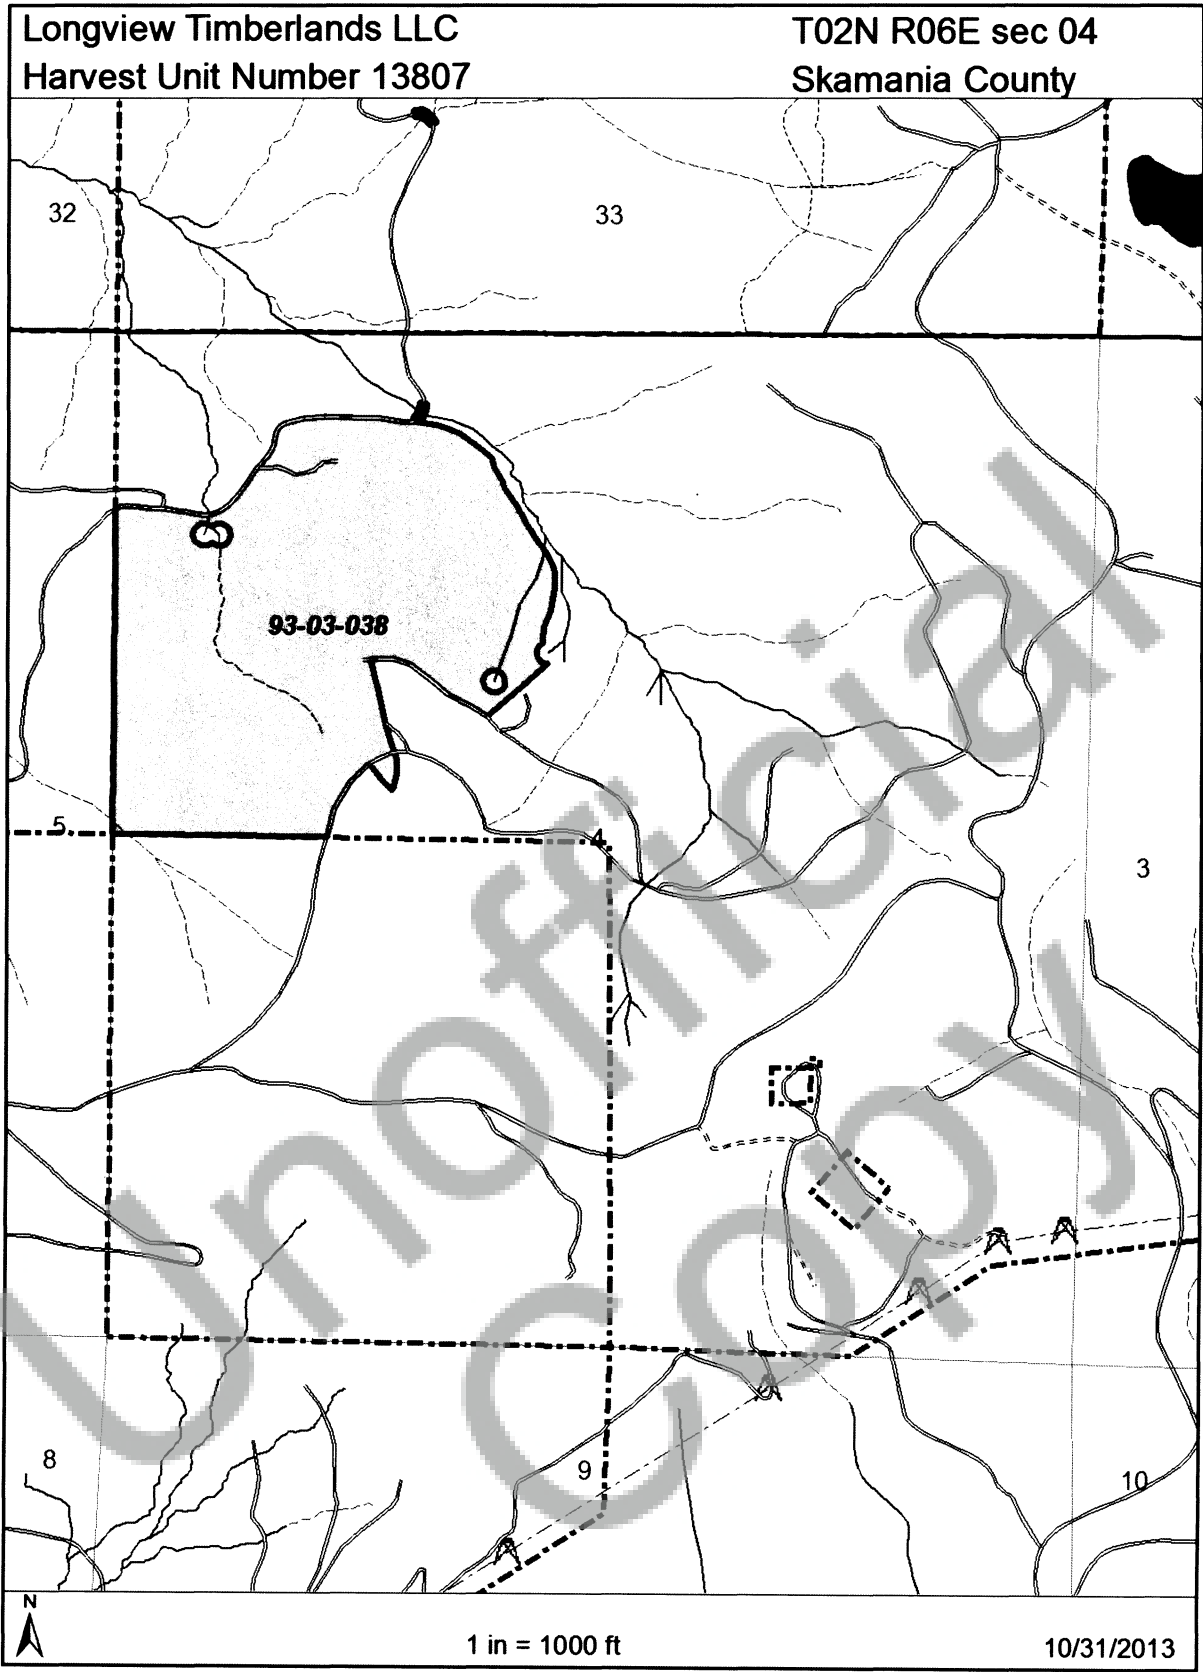 Longview Timberlands LLC
Harvest Unit Number 13807
T02N R06E sec 04
Skamania County
32
33
93-03-038
5
4
3
8
9
10
Unofficial
Copy
N
1 in = 1000 ft
10/31/2013